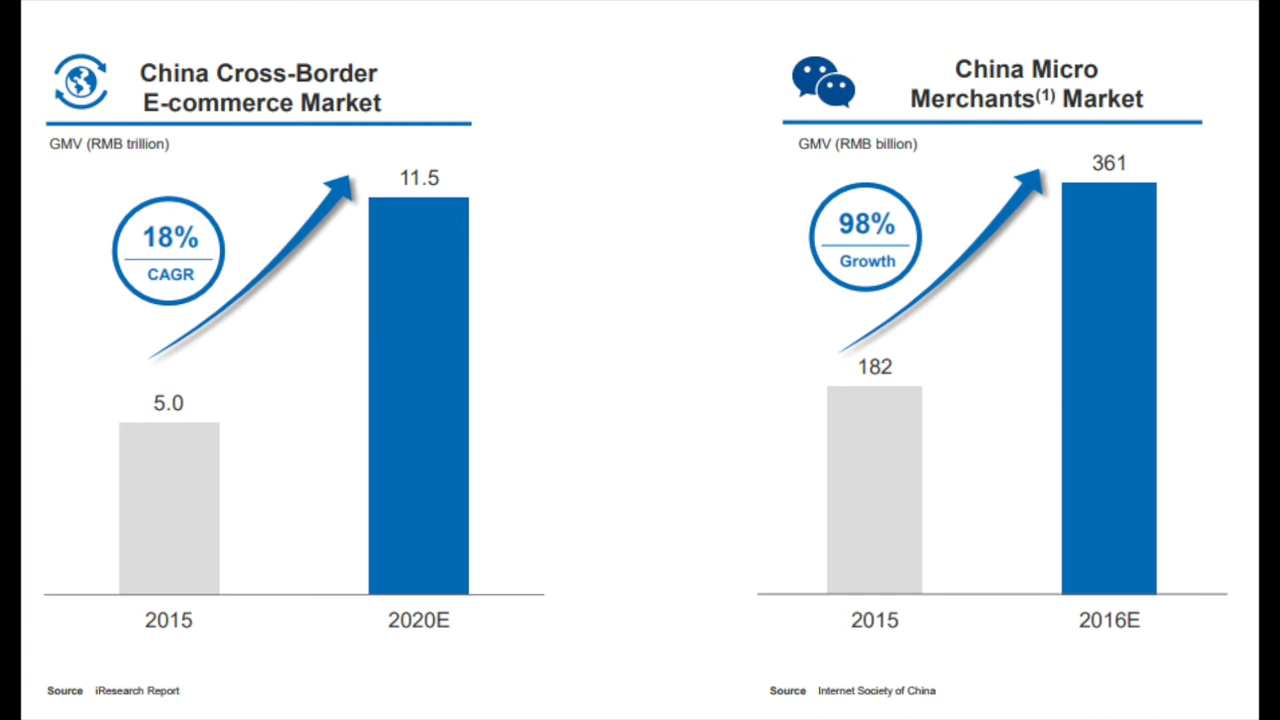 China Cross-Border
E-commerce Market
GMV (RMB trillion)
18%
CAGR
11.5
5.0
2015
2020E
Source iResearch Report
China Micro
Merchants(1) Market
GMV (RMB billion)
98%
Growth
361
182
2015
2016E
Source Internet Society of China